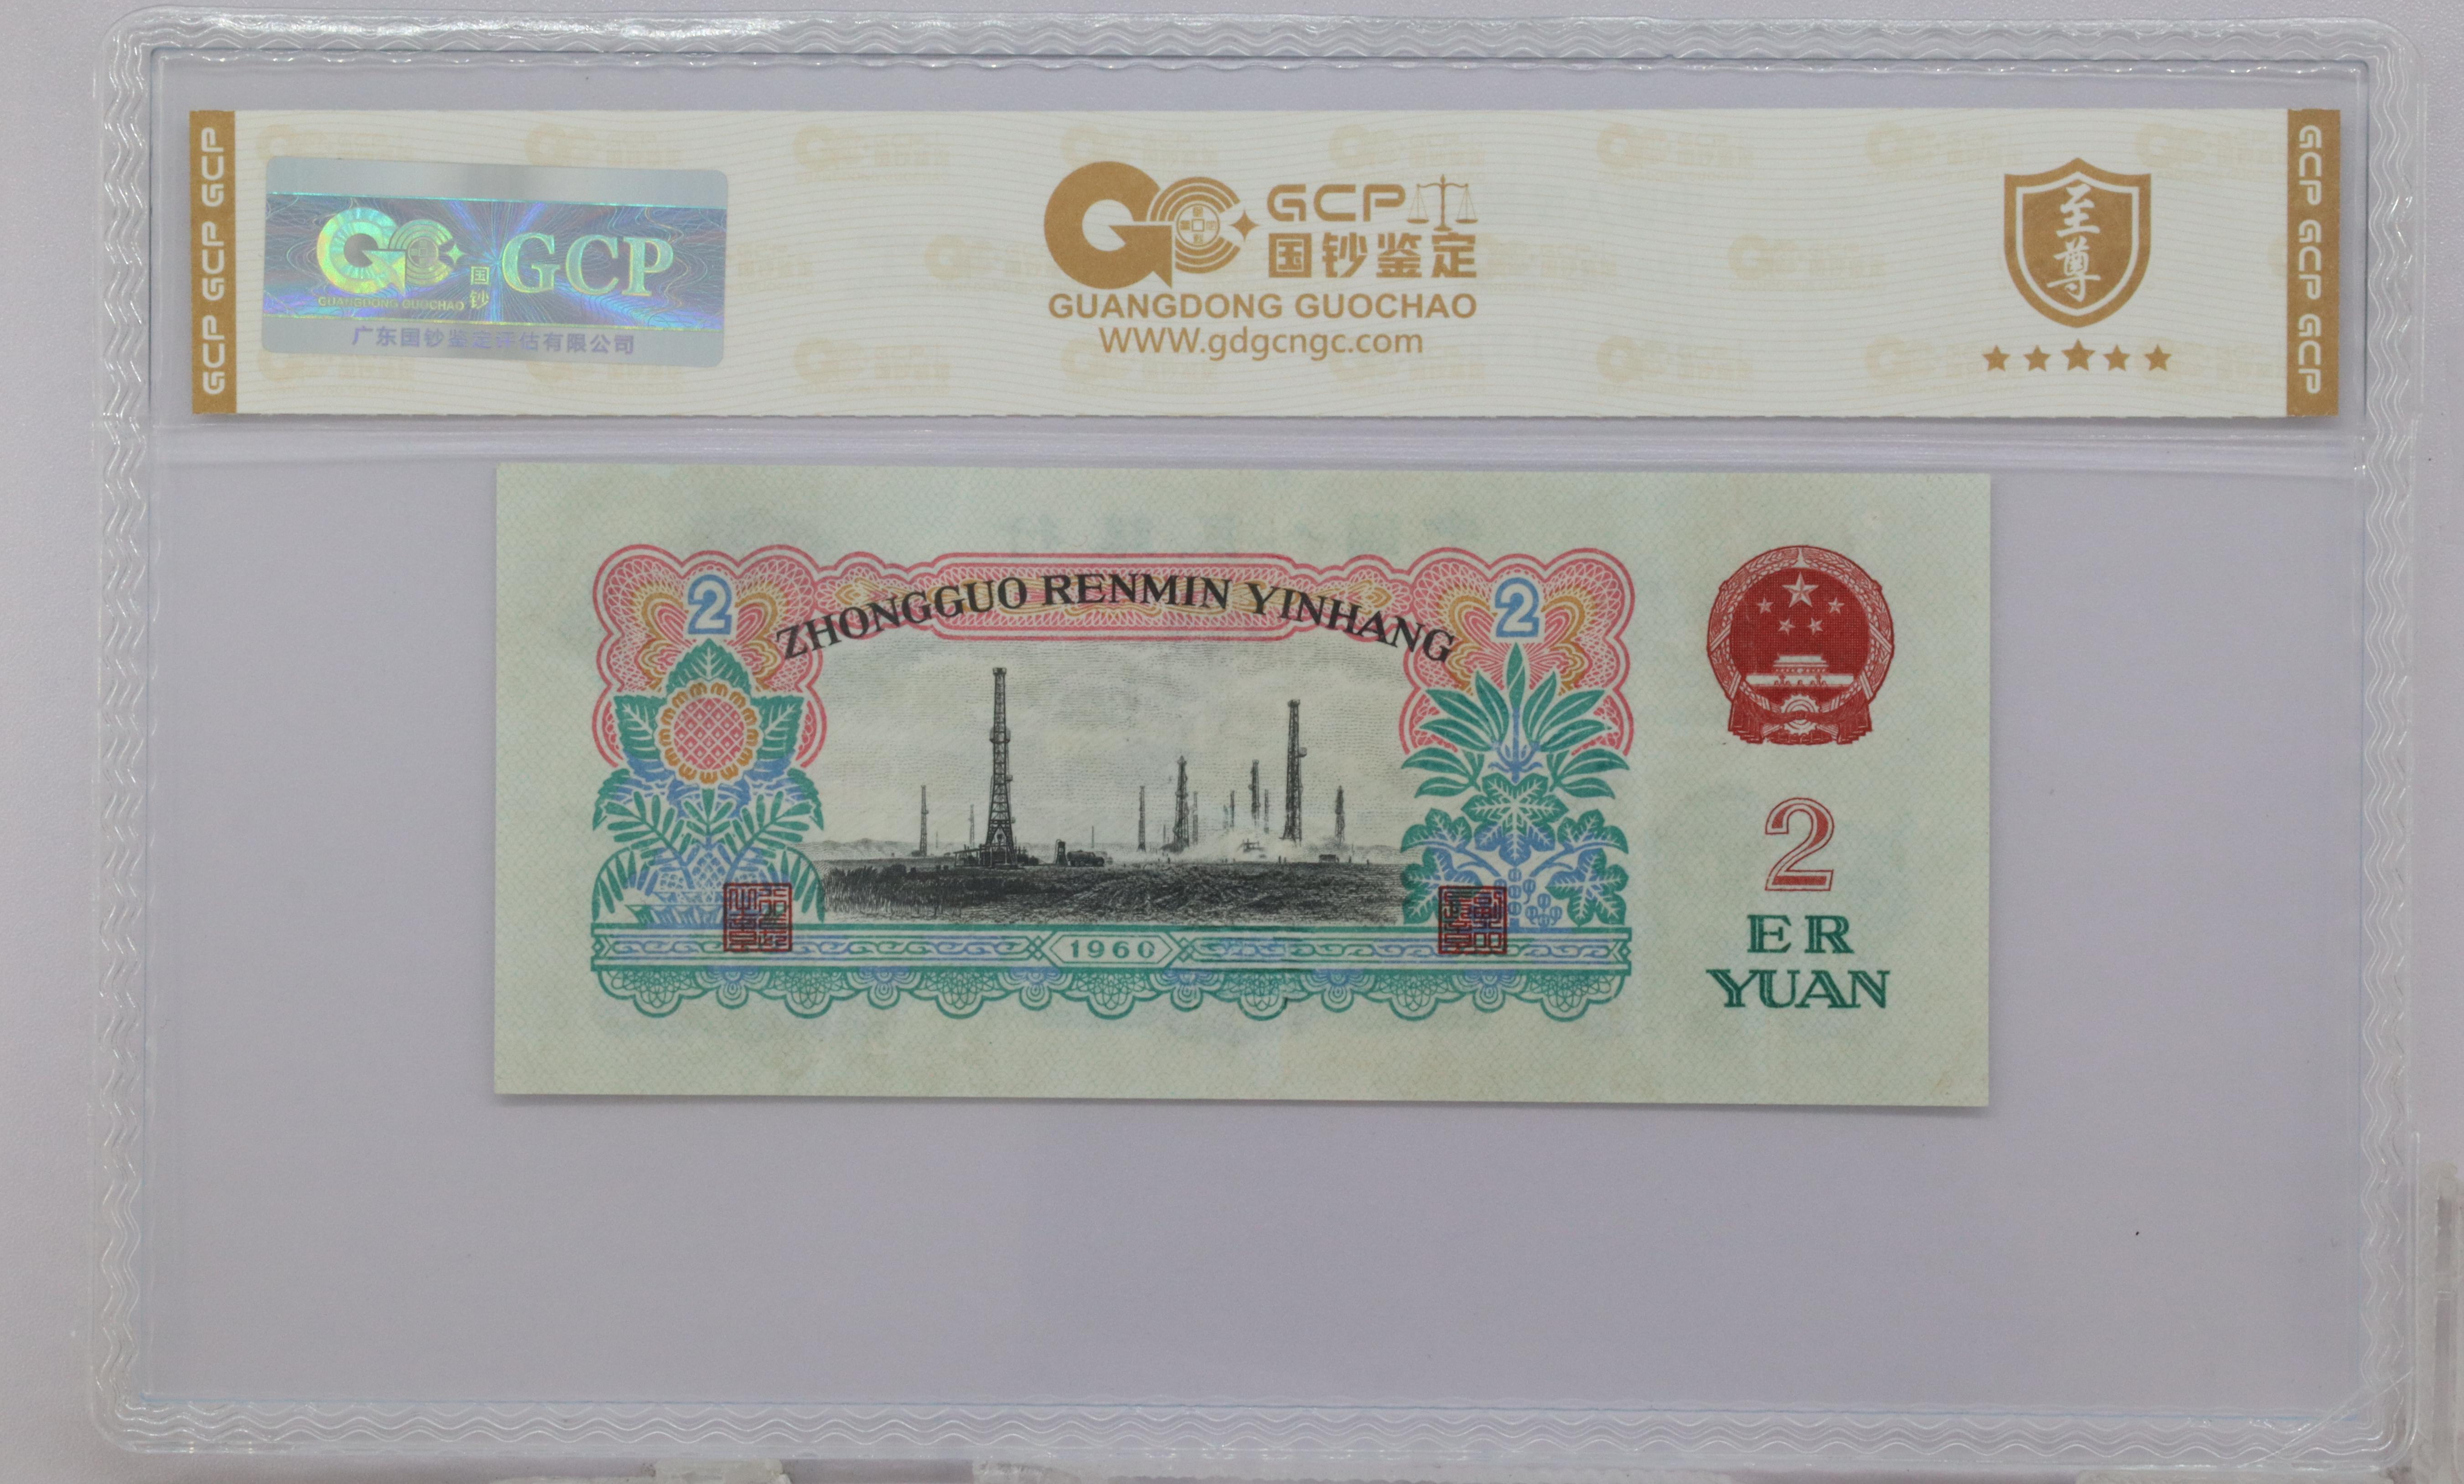 GCP GCP GCP
国钞
GCP
GUANGDONG GUOCHAO
广东国钞鉴定评估有限公司
GCP
国钞鉴定
GUANGDONG GUOCHAO
WWW.gdgcngc.com
至尊
GCP GCP GCP
ZHONGGUO RENMIN YINHANG
2
2
1960
2
ER
YUAN